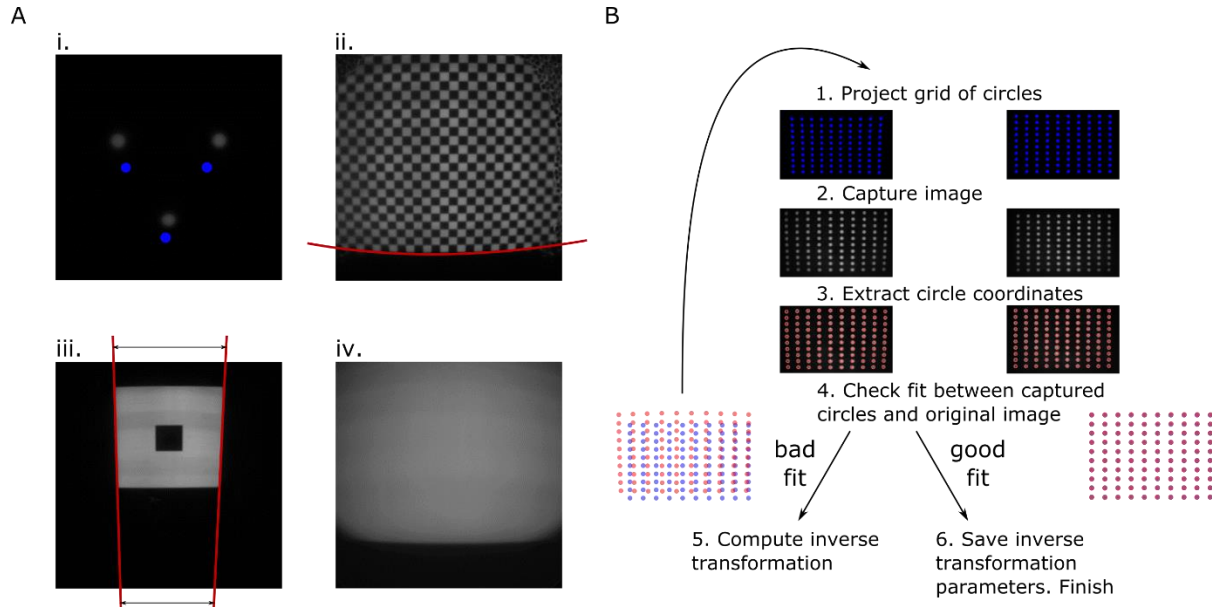 A
i.
ii.
iii.
iv.
B
1. Project grid of circles
2. Capture image
3. Extract circle coordinates
4. Check fit between captured
circles and original image
bad
fit
good
fit
5. Compute inverse
transformation
6. Save inverse
transformation
parameters. Finish